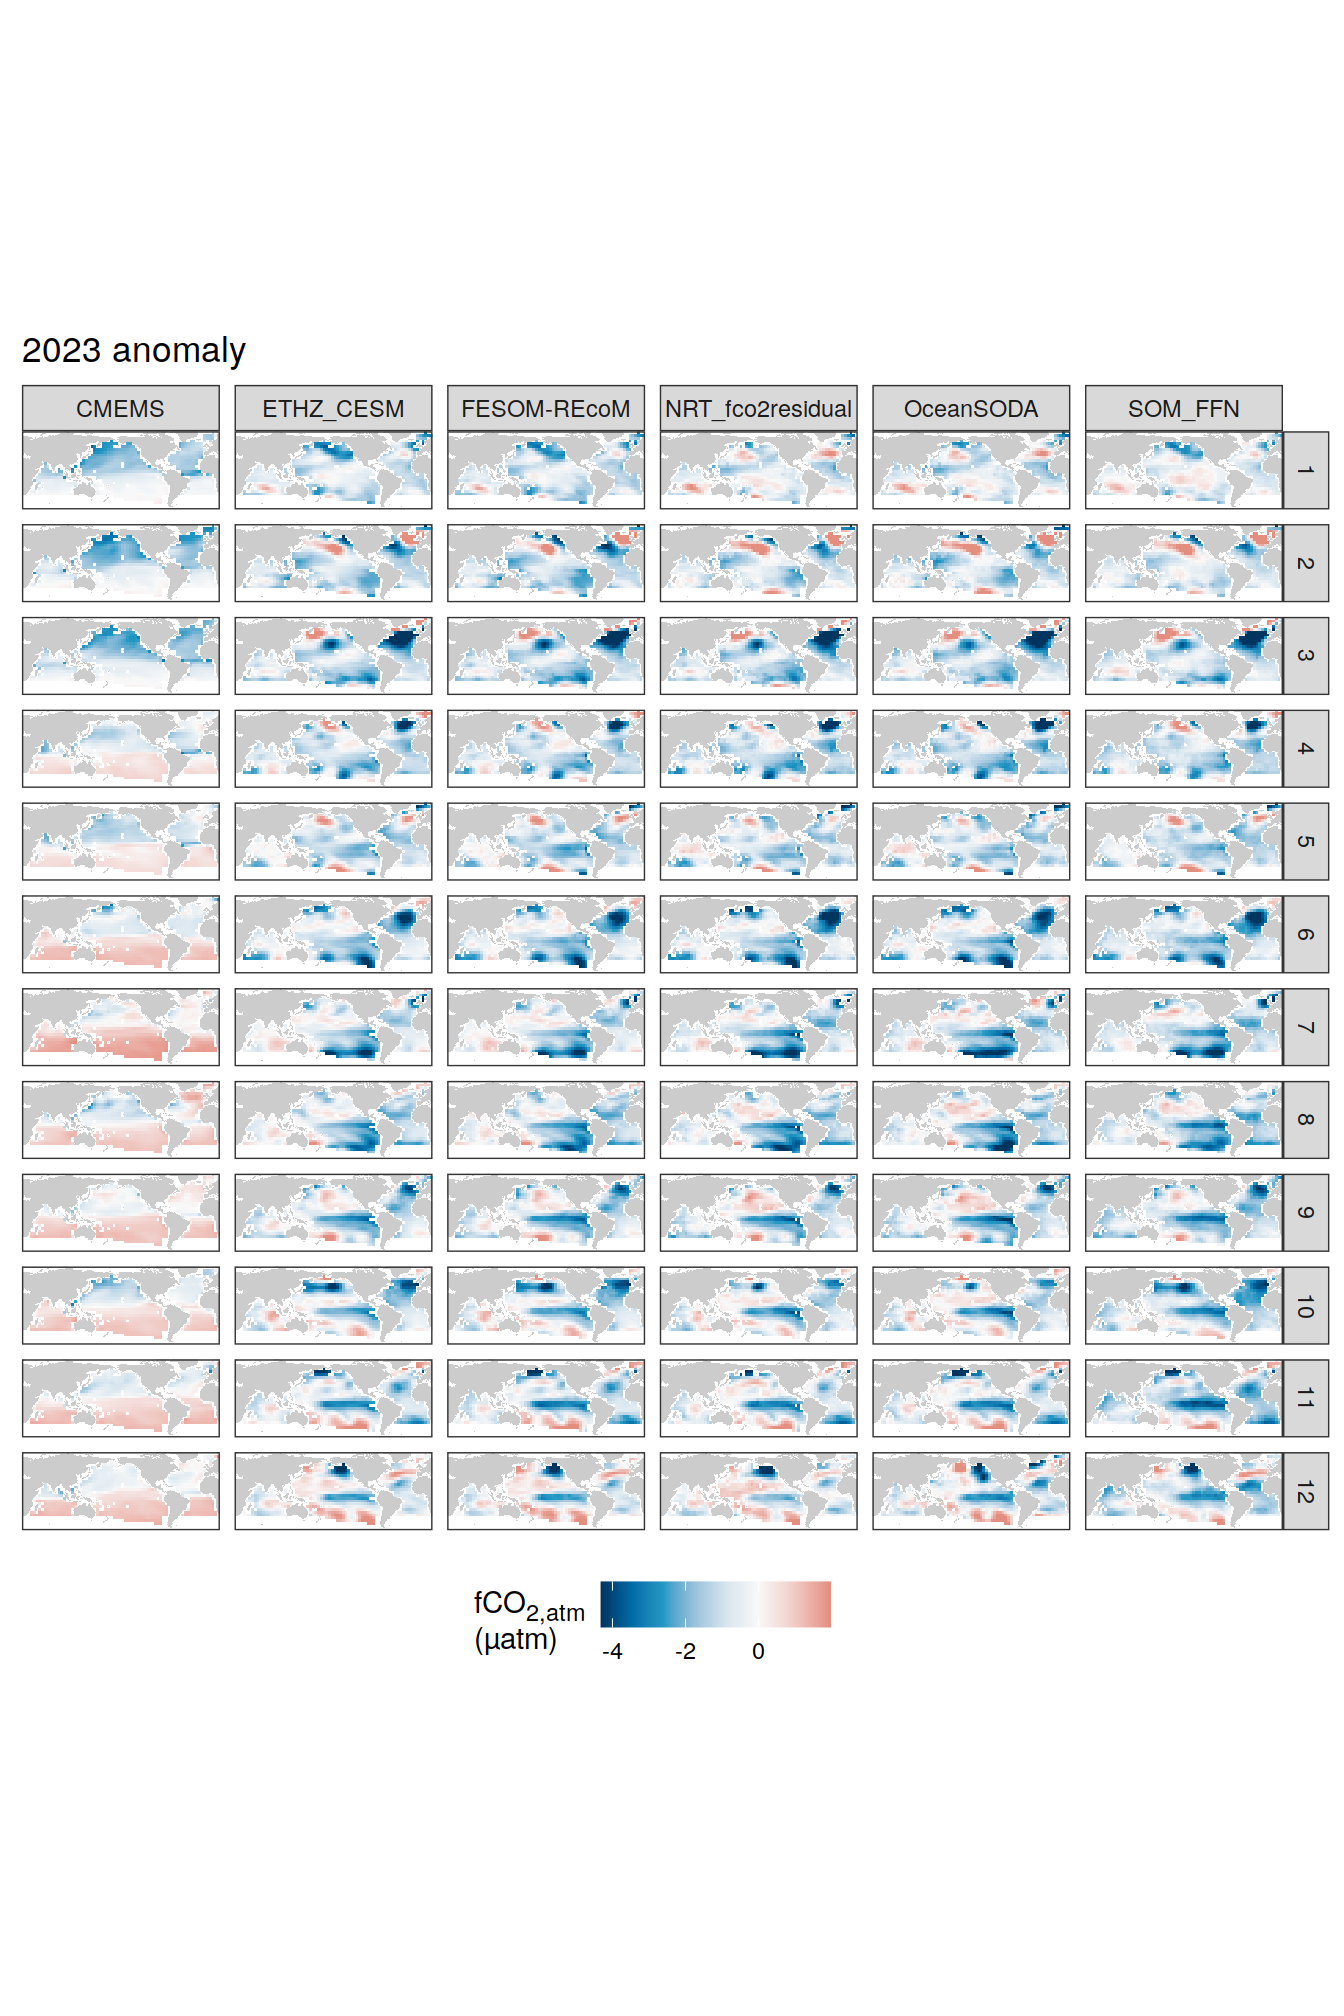 2023 anomaly
CMEMS ETHZ_CESM FESOM-REcoM NRT_fco2residual OceanSODA SOM_FFN
1
2
3
4
5
6
7
8
9
10
11
12
fCO2,atm
(µatm)
-4 -2 0